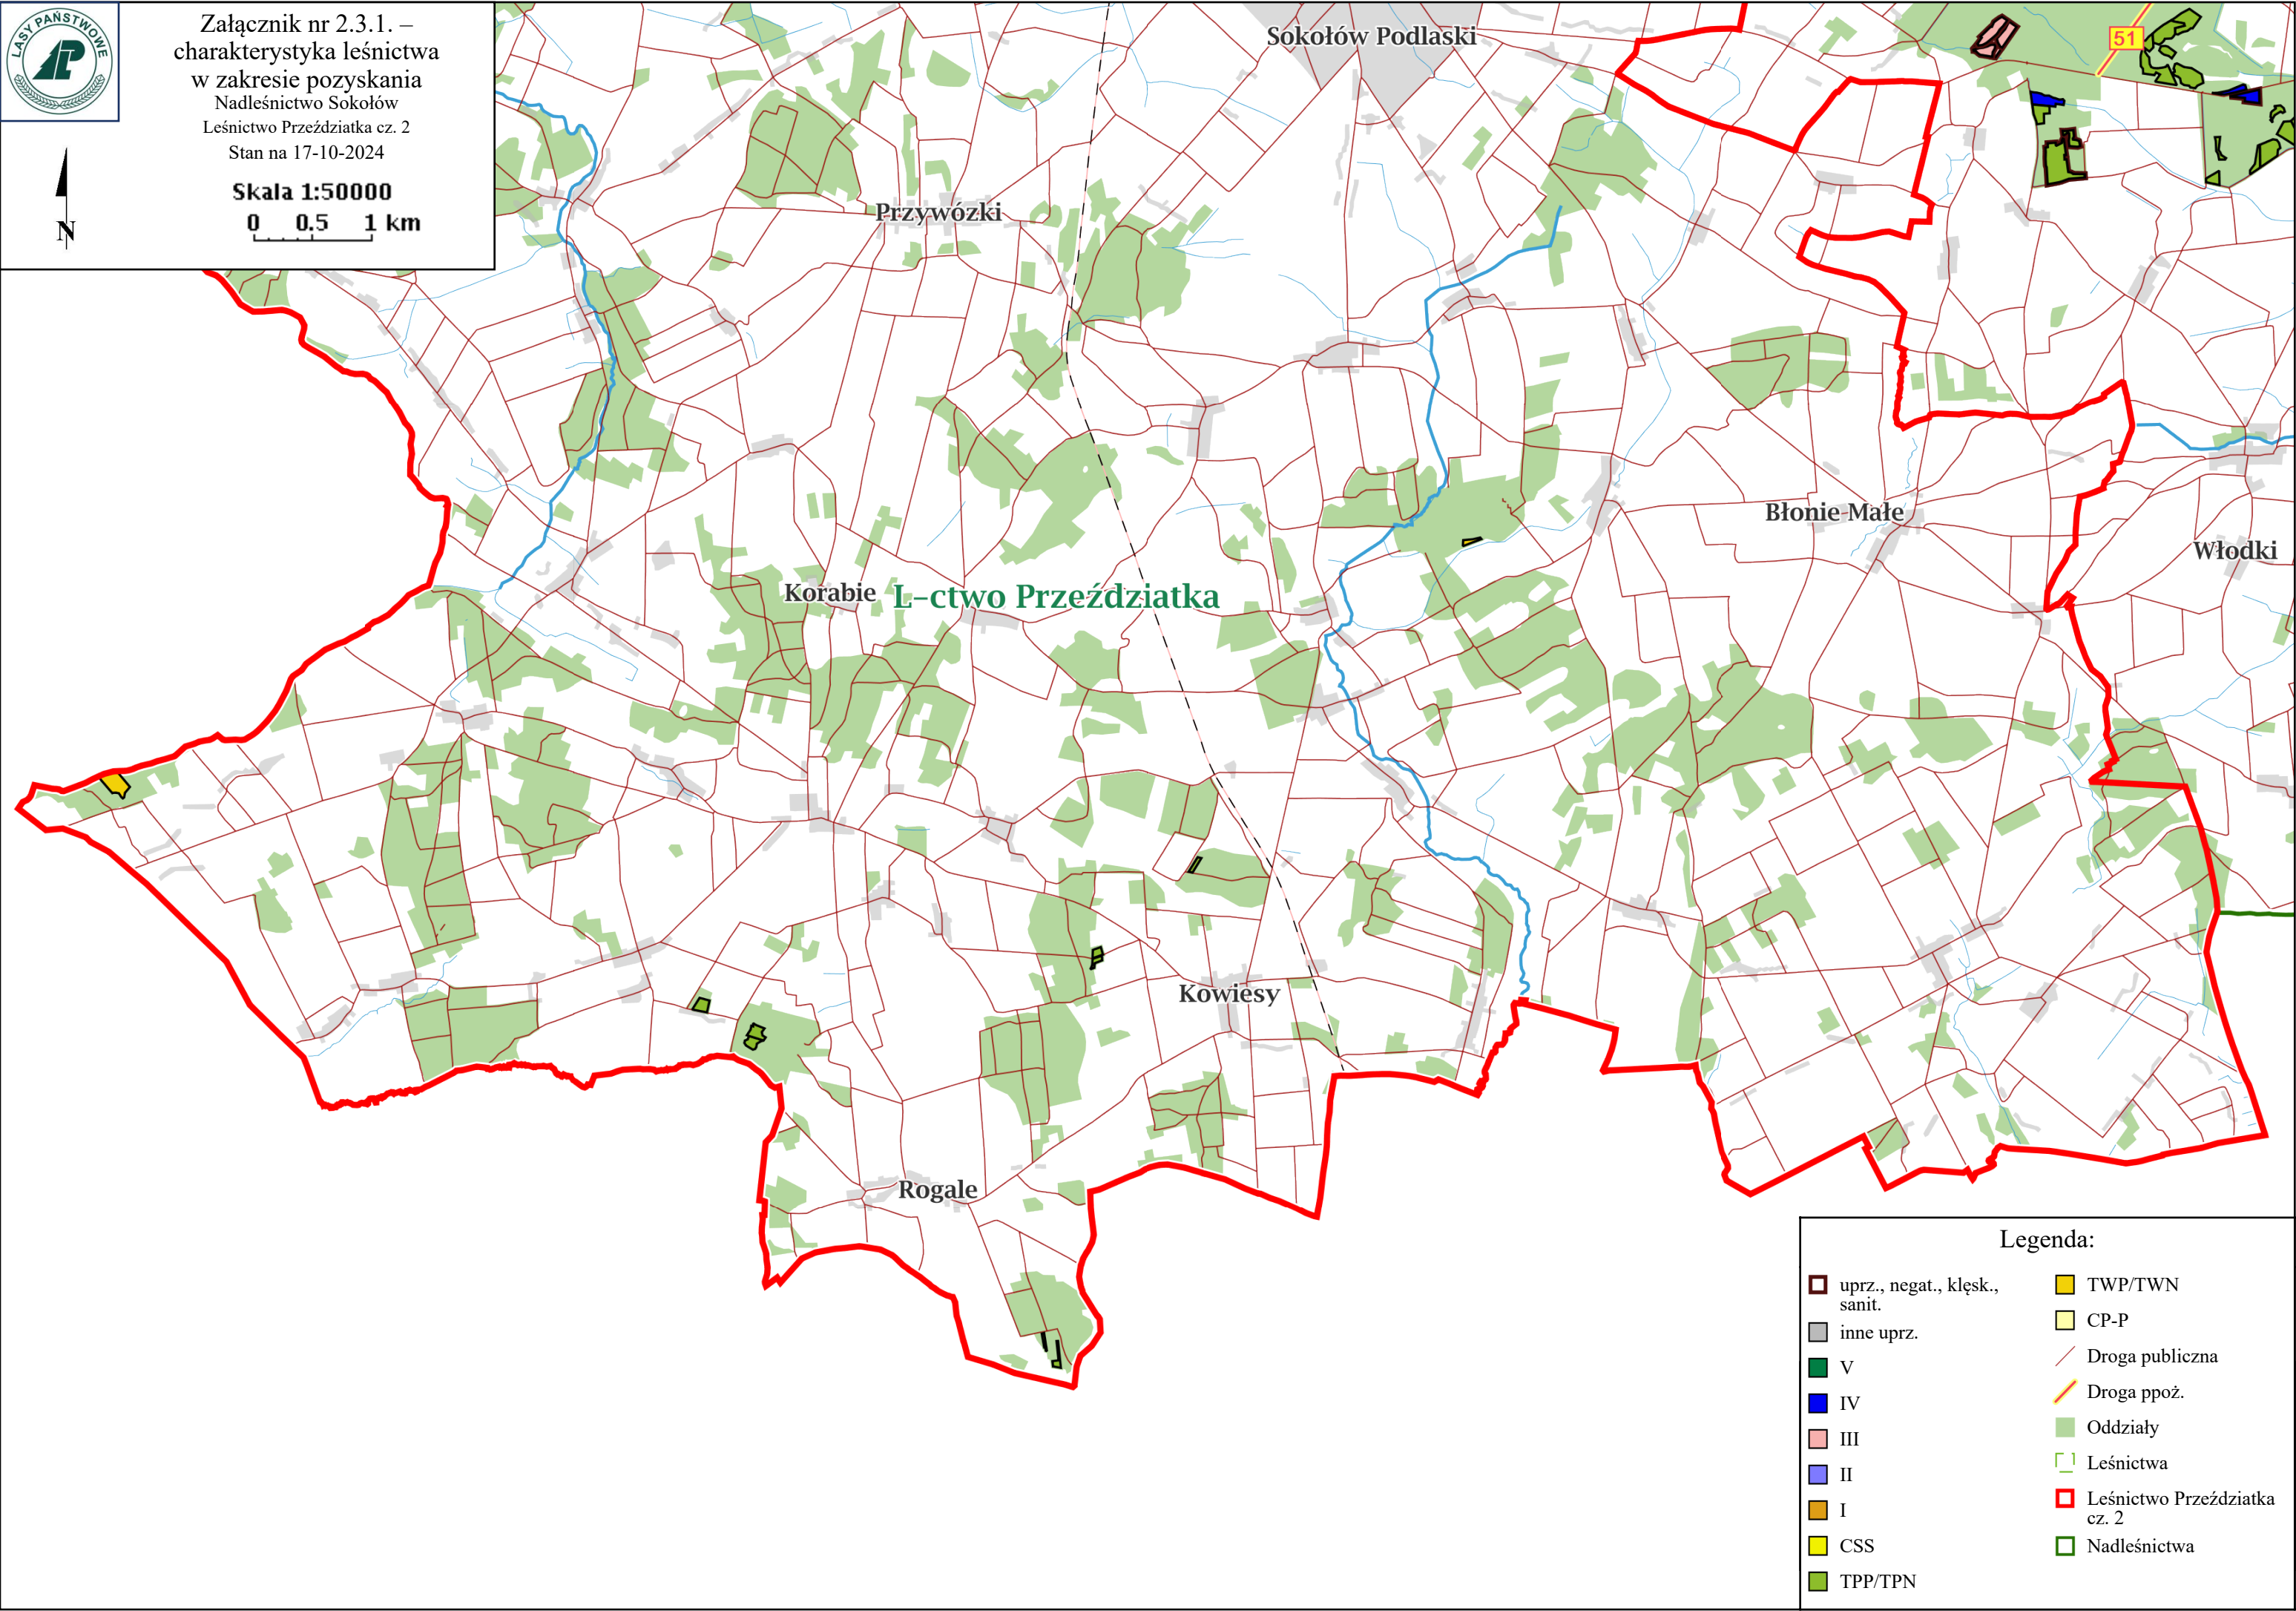 LASY PAŃSTWOWE
LP
Załącznik nr 2.3.1. –
charakterystyka leśnictwa
w zakresie pozyskania
Nadleśnictwo Sokołów
Leśnictwo Przeździatka cz. 2
Stan na 17-10-2024
Skala 1:50000
0 0,5 1 km
N
Sokołów Podlaski
51
Przywózki
Błonie Małe
Włodki
Korabie
L-ctwo Przeździatka
Kowiesy
Rogale
Legenda:
uprz., negat., klęsk.,
sanit.
inne uprz.
V
IV
III
II
I
CSS
TPP/TPN
TWP/TWN
CP-P
Droga publiczna
Droga ppoż.
Oddziały
Leśnictwa
Leśnictwo Przeździatka
cz. 2
Nadleśnictwa